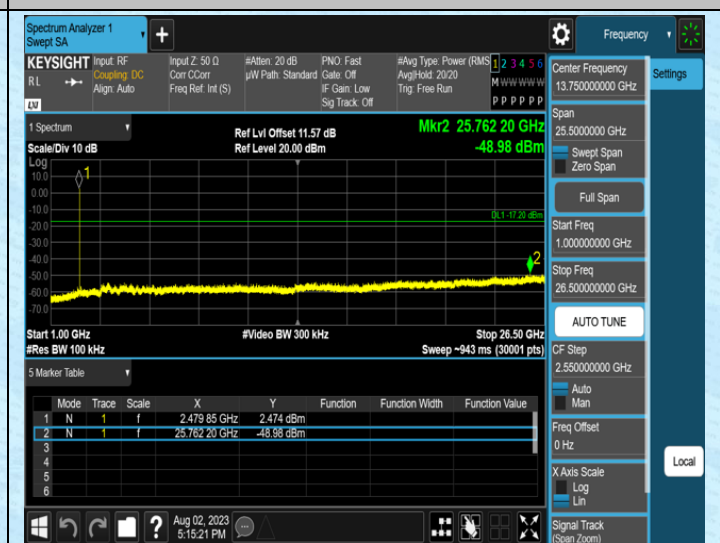 Spectrum Analyzer 1
Swept SA
+
Frequency
KEYSIGHT
RL
LXI
Input: RF
Coupling: DC
Align: Auto
Input Z: 50 Ω
Corr CCorr
Freq Ref: Int (S)
#Atten: 20 dB
µW Path: Standard
PNO: Fast
Gate: Off
IF Gain: Low
Sig Track: Off
#Avg Type: Power (RMS
Avg|Hold: 20/20
Trig: Free Run
1 2 3 4 5 6
M W W W W W
P P P P P P
1 Spectrum
Scale/Div 10 dB
Ref Lvl Offset 11.57 dB
Ref Level 20.00 dBm
Mkr2 25.762 20 GHz
-48.98 dBm
Log
10.0
0.00
-10.0
-20.0
-30.0
-40.0
-50.0
-60.0
-70.0
1
DL1 -17.20 dBm
2
Start 1.00 GHz
#Res BW 100 kHz
#Video BW 300 kHz
Stop 26.50 GHz
Sweep ~943 ms (30001 pts)
5 Marker Table
Mode Trace Scale X Y Function Function Width Function Value
1 N 1 f 2.479 85 GHz 2.474 dBm
2 N 1 f 25.762 20 GHz -48.98 dBm
3
4
5
6
?
Aug 02, 2023
5:15:21 PM
Center Frequency
13.750000000 GHz
Settings
Span
25.5000000 GHz
Swept Span
Zero Span
Full Span
Start Freq
1.000000000 GHz
Stop Freq
26.500000000 GHz
AUTO TUNE
CF Step
2.550000000 GHz
Auto
Man
Freq Offset
0 Hz
X Axis Scale
Log
Lin
Local
Signal Track
(Span Zoom)